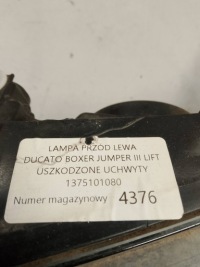 LAMPA PRZÓD LEWA
DUCATO BOXER JUMPER III LIFT
USZKODZONE UCHWYTY
1375101080
Numer magazynowy 4376